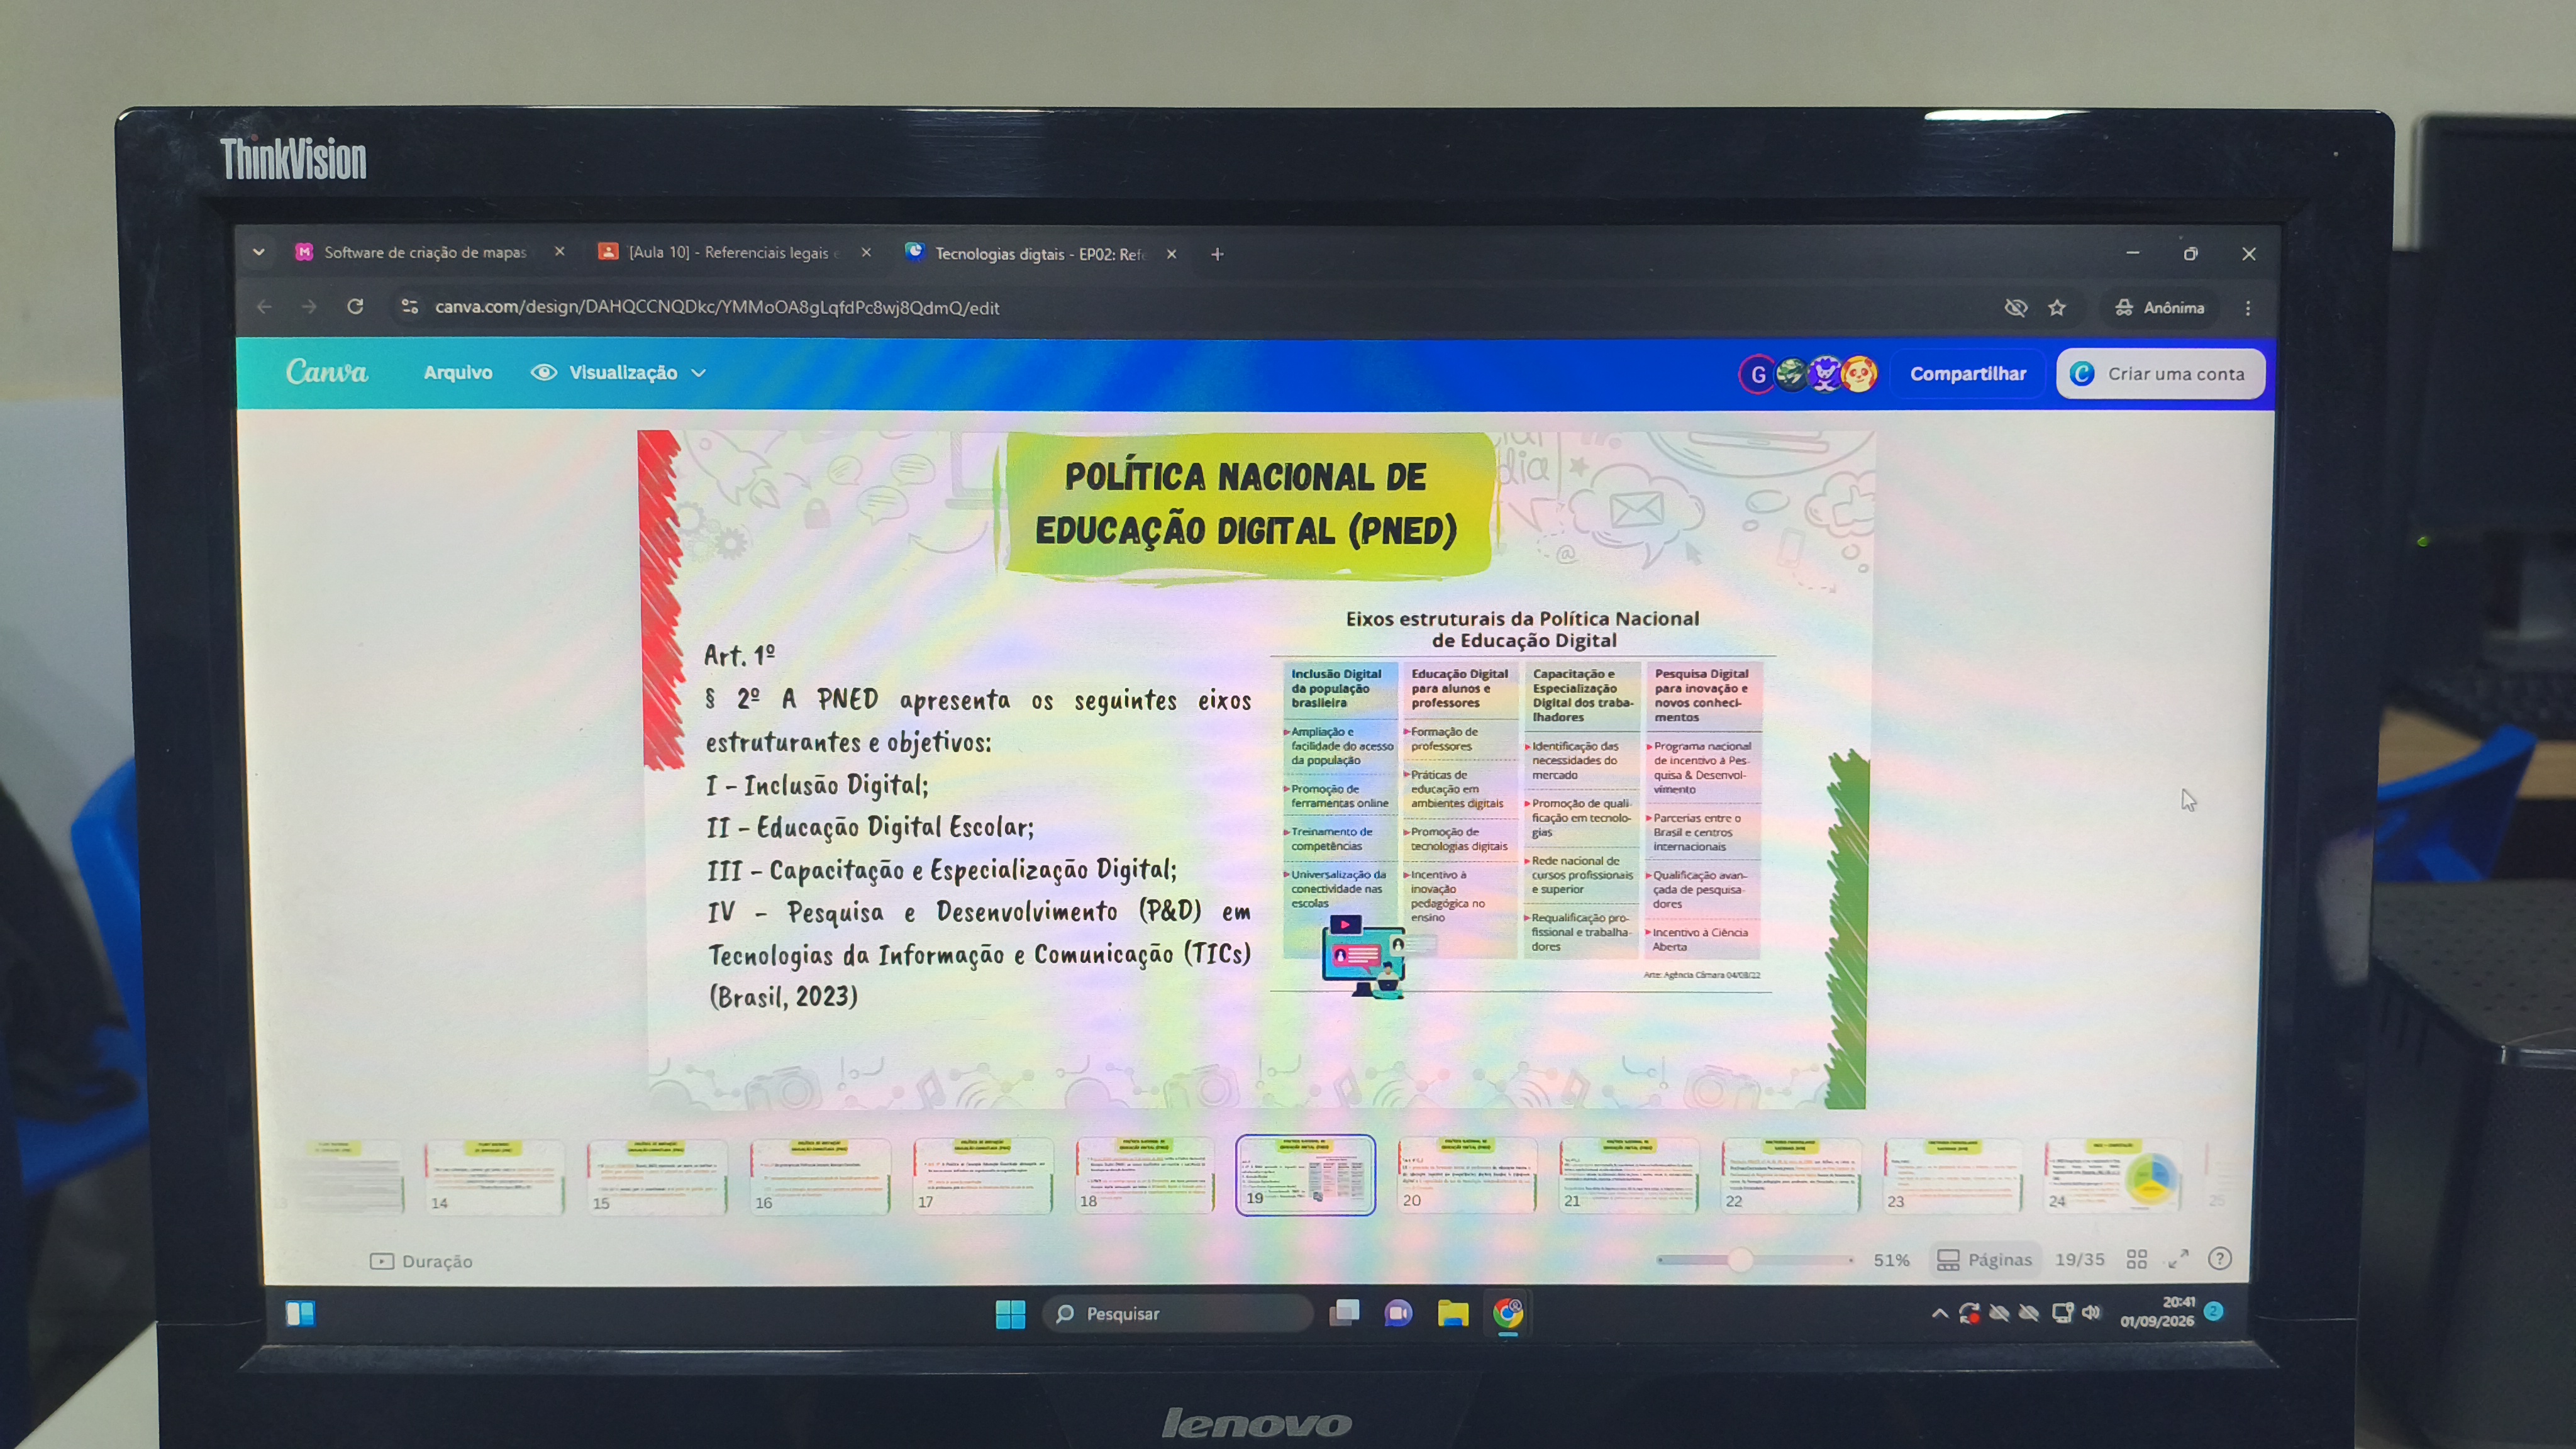 ThinkVision
Software de criação de mapas
[Aula 10] - Referenciais legais e
Tecnologias digtais - EP02: Refe
canva.com/design/DAHQCCNQDkc/YMMoOA8gLqfdPc8wj8QdmQ/edit
Anônima
Canva
Arquivo
Visualização
G
Compartilhar
C
Criar uma conta
POLÍTICA NACIONAL DE
EDUCAÇÃO DIGITAL (PNED)
Art. 1º
§ 2º A PNED apresenta os seguintes eixos
estruturantes e objetivos:
I - Inclusão Digital;
II - Educação Digital Escolar;
III - Capacitação e Especialização Digital;
IV - Pesquisa e Desenvolvimento (P&D) em
Tecnologias da Informação e Comunicação (TICs)
(Brasil, 2023)
Eixos estruturais da Política Nacional
de Educação Digital
Inclusão Digital
da população
brasileira
Ampliação e
facilidade do acesso
da população
Promoção de
ferramentas online
Treinamento de
competências
Universalização da
conectividade nas
escolas
Educação Digital
para alunos e
professores
Formação de
professores
Práticas de
educação em
ambientes digitais
Promoção de
tecnologias digitais
Incentivo à
inovação
pedagógica no
ensino
Capacitação e
Especialização
Digital dos traba-
lhadores
Identificação das
necessidades do
mercado
Promoção de quali-
ficação em tecnolo-
gias
Rede nacional de
cursos profissionais
e superior
Requalificação pro-
fissional e trabalha-
dores
Pesquisa Digital
para inovação e
novos conheci-
mentos
Programa nacional
de incentivo à Pes-
quisa & Desenvol-
vimento
Parcerias entre o
Brasil e centros
internacionais
Qualificação avan-
çada de pesquisa-
dores
Incentivo à Ciência
Aberta
Arte: Agência Câmara 04/08/22
14
15
16
17
18
19
20
21
22
23
24
25
Duração
51%
Páginas
19/35
Pesquisar
20:41
01/09/2026
2
lenovo